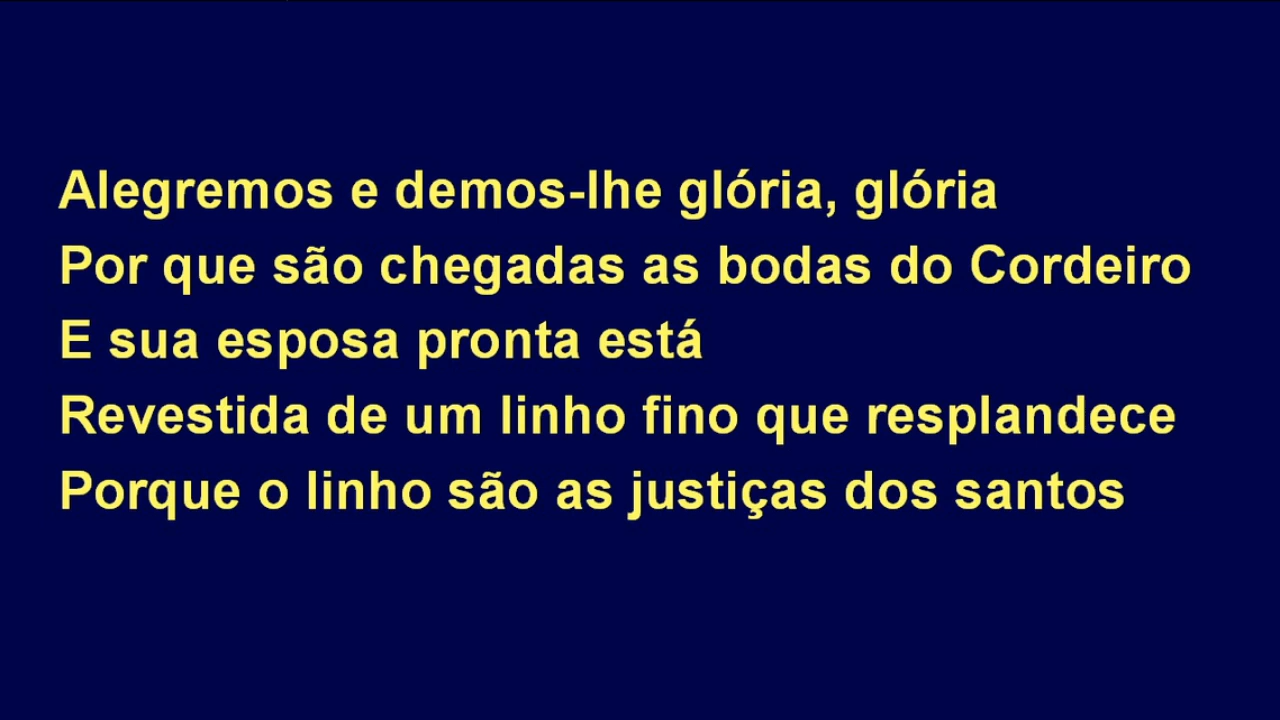 Alegremos e demos-lhe glória, glória
Por que são chegadas as bodas do Cordeiro
E sua esposa pronta está
Revestida de um linho fino que resplandece
Porque o linho são as justiças dos santos